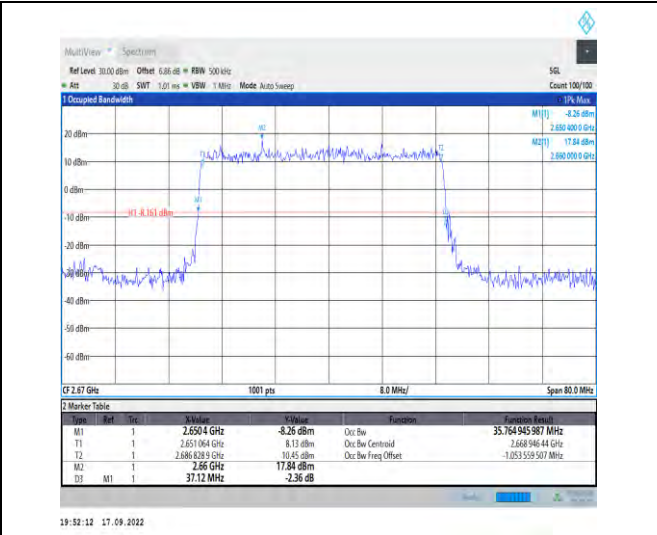 MultiView Spectrum
Ref Level 30.00 dBm Offset 6.86 dB RBW 500 kHz SGL
Att 30 dB SWT 1.01 ms VBW 1 MHz Mode Auto Sweep Count 100/100
1 Occupied Bandwidth 1Pk Max
M1[1] -8.26 dBm
2.650 400 0 GHz
M2[1] 17.84 dBm
2.660 000 0 GHz
M2
20 dBm
T1 T2
10 dBm
0 dBm
M1
H1 -8.161 dBm
-10 dBm
-20 dBm
-30 dBm
-40 dBm
-50 dBm
-60 dBm
CF 2.67 GHz 1001 pts 8.0 MHz/ Span 80.0 MHz
2 Marker Table
Type Ref Trc X-Value Y-Value Function Function Result
M1 1 2.650 4 GHz -8.26 dBm Occ Bw 35.764 945 987 MHz
T1 1 2.651 064 GHz 8.13 dBm Occ Bw Centroid 2.668 946 44 GHz
T2 1 2.686 828 9 GHz 10.45 dBm Occ Bw Freq Offset -1.053 559 507 MHz
M2 1 2.66 GHz 17.84 dBm
D3 M1 1 37.12 MHz -2.36 dB
19:52:12 17.09.2022